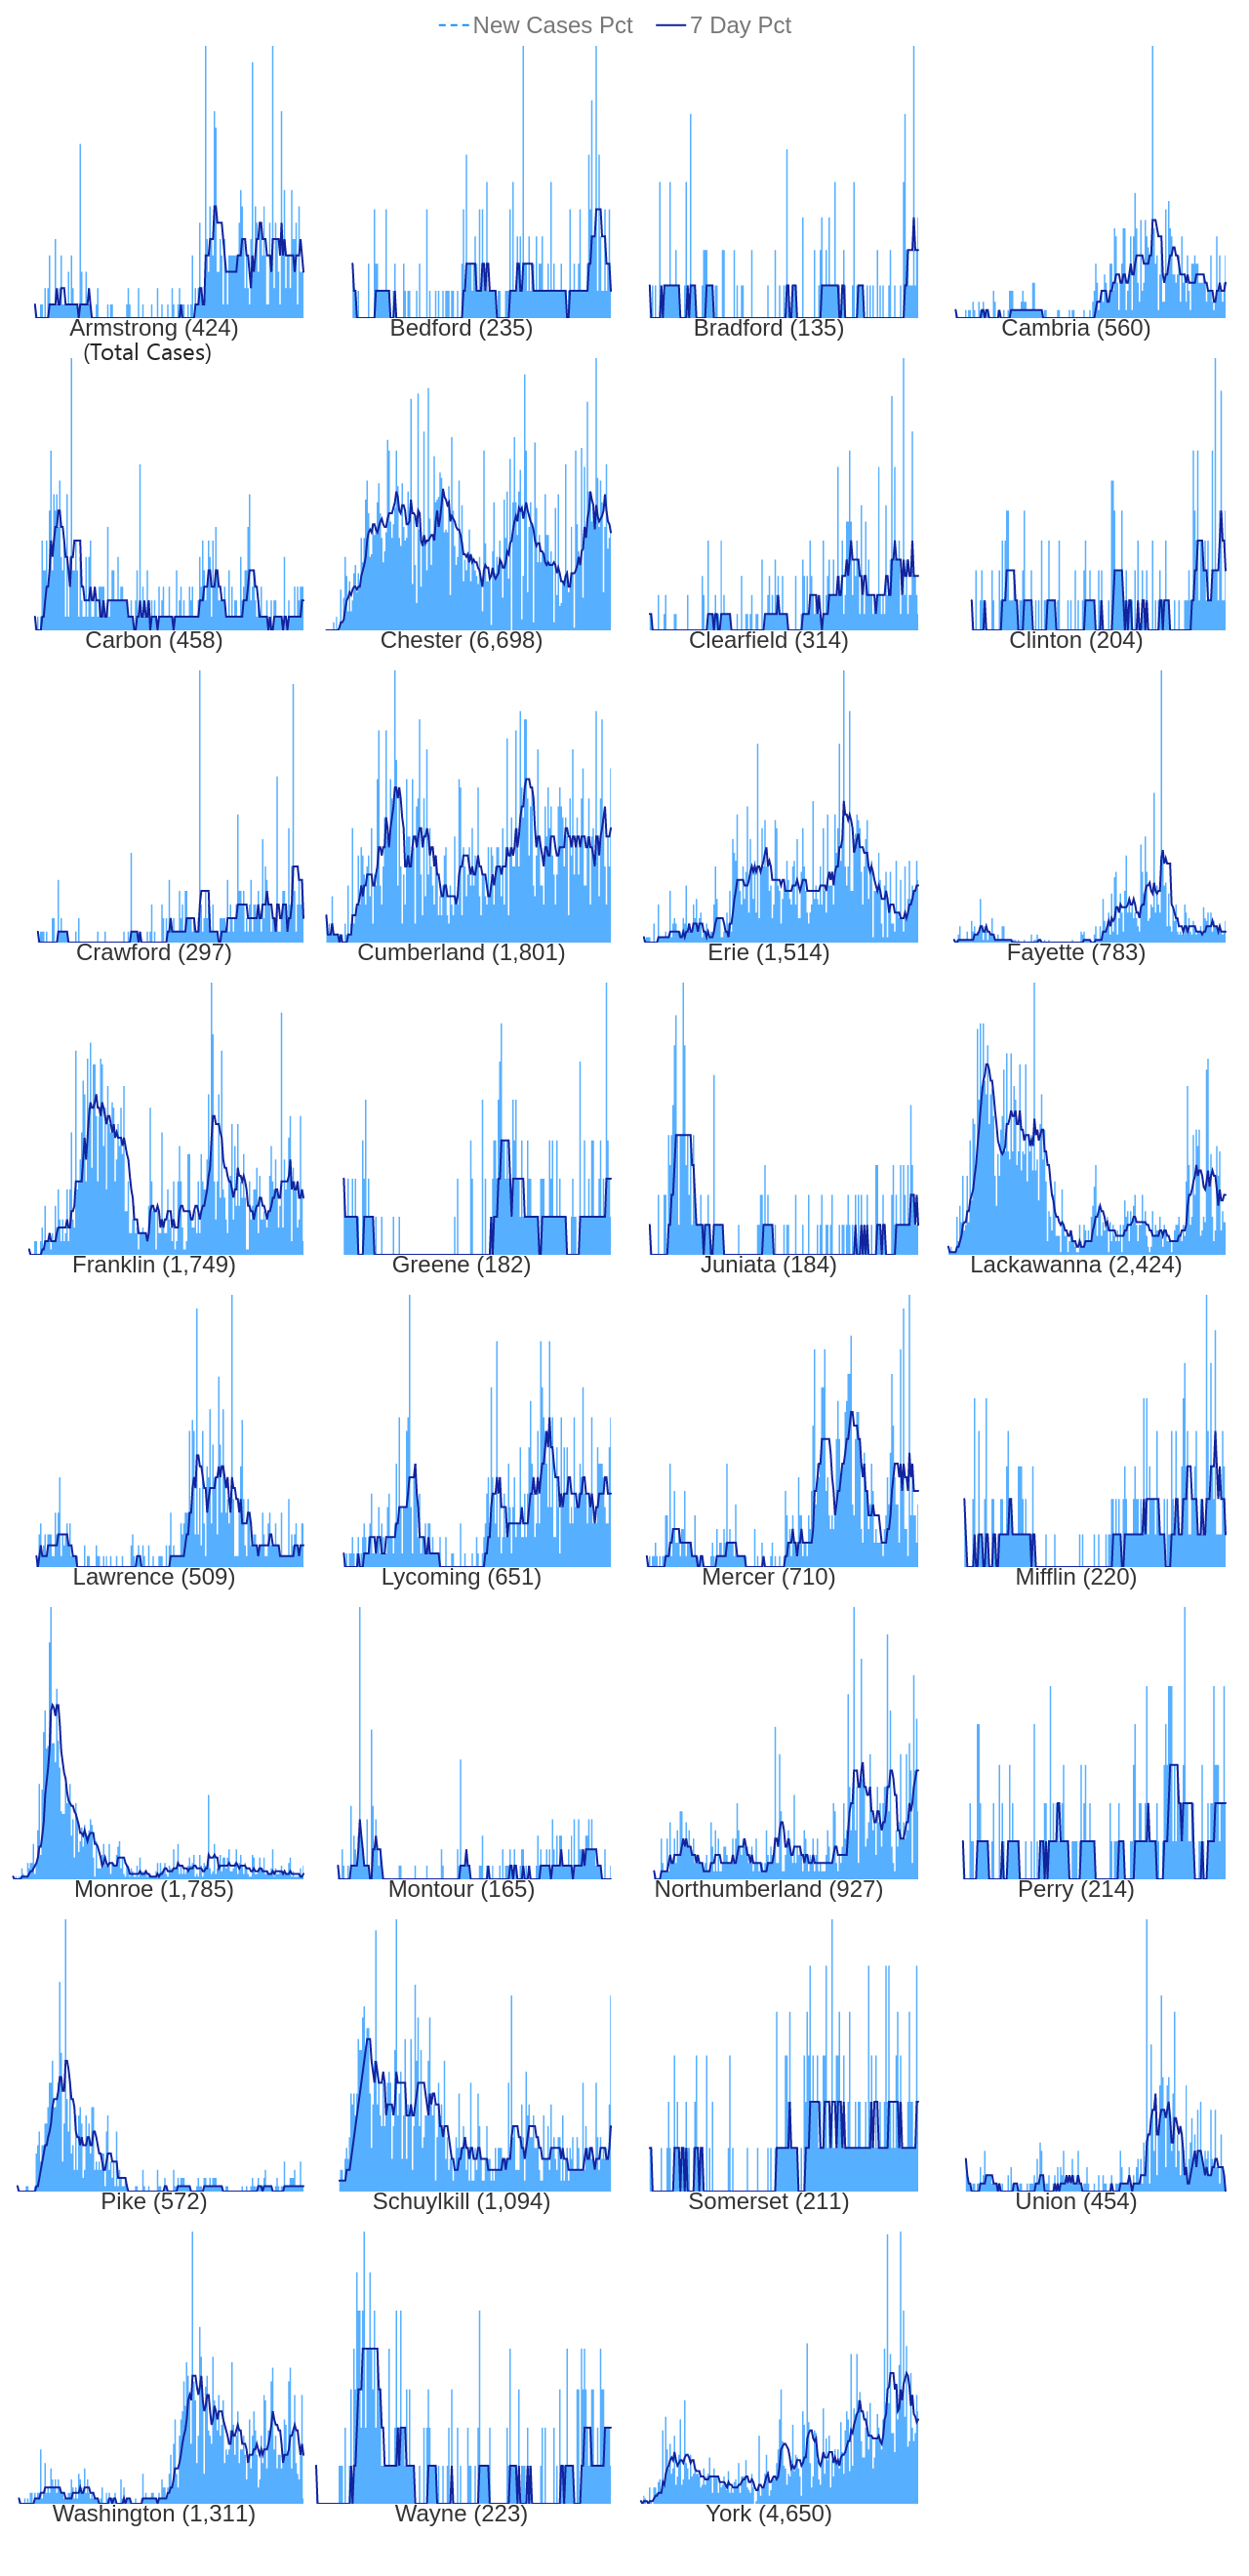 New Cases Pct 7 Day Pct
Armstrong (424) Bedford (235) Bradford (135) Cambria (560)
(Total Cases)
Carbon (458) Chester (6,698) Clearfield (314) Clinton (204)
Crawford (297) Cumberland (1,801) Erie (1,514) Fayette (783)
Franklin (1,749) Greene (182) Juniata (184) Lackawanna (2,424)
Lawrence (509) Lycoming (651) Mercer (710) Mifflin (220)
Monroe (1,785) Montour (165) Northumberland (927) Perry (214)
Pike (572) Schuylkill (1,094) Somerset (211) Union (454)
Washington (1,311) Wayne (223) York (4,650)